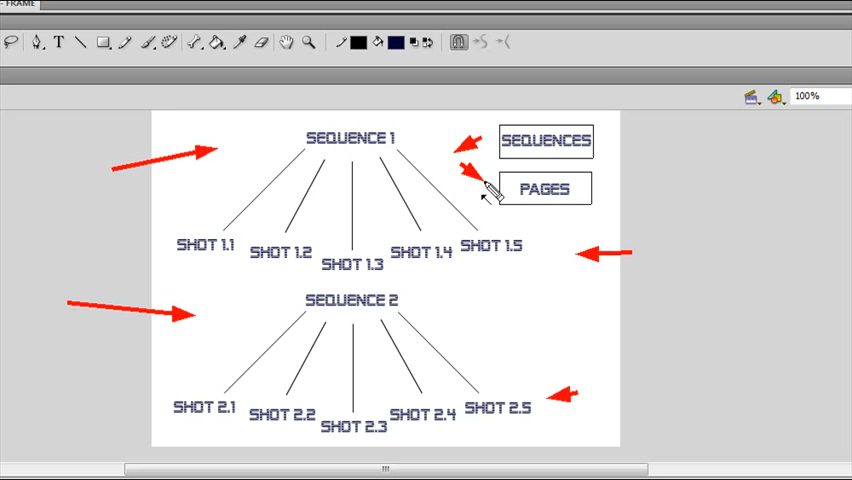 - FRAME
T
100%
SEQUENCE 1
SEQUENCES
PAGES
SHOT 1.1
SHOT 1.2
SHOT 1.3
SHOT 1.4
SHOT 1.5
SEQUENCE 2
SHOT 2.1
SHOT 2.2
SHOT 2.3
SHOT 2.4
SHOT 2.5